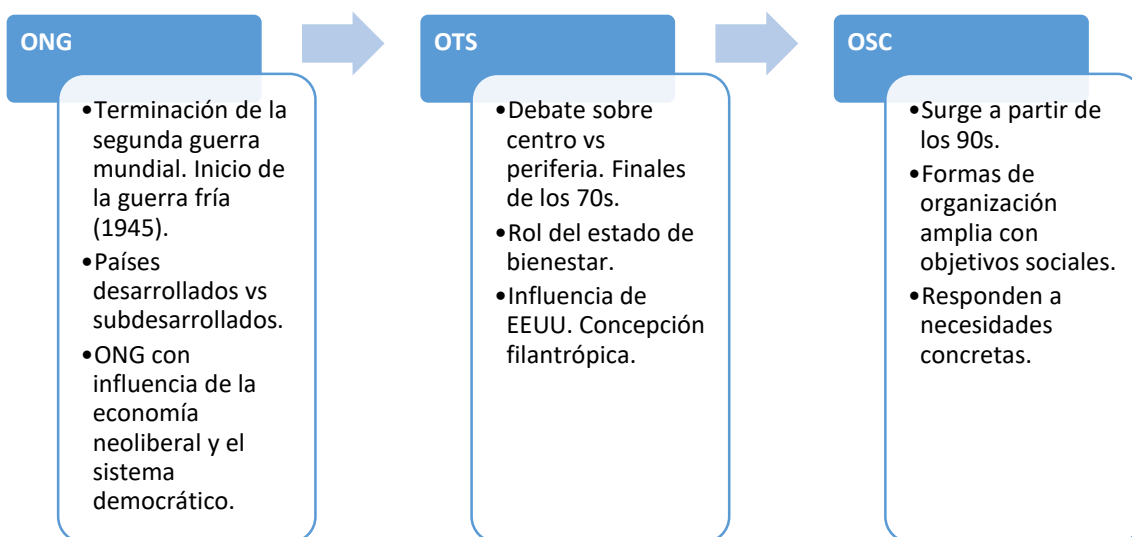 ONG
•Terminación de la
segunda guerra
mundial. Inicio de
la guerra fría
(1945).
•Países
desarrollados vs
subdesarrollados.
•ONG con
influencia de la
economía
neoliberal y el
sistema
democrático.
OTS
•Debate sobre
centro vs
periferia. Finales
de los 70s.
•Rol del estado de
bienestar.
•Influencia de
EEUU. Concepción
filantrópica.
OSC
•Surge a partir de
los 90s.
•Formas de
organización
amplia con
objetivos sociales.
•Responden a
necesidades
concretas.